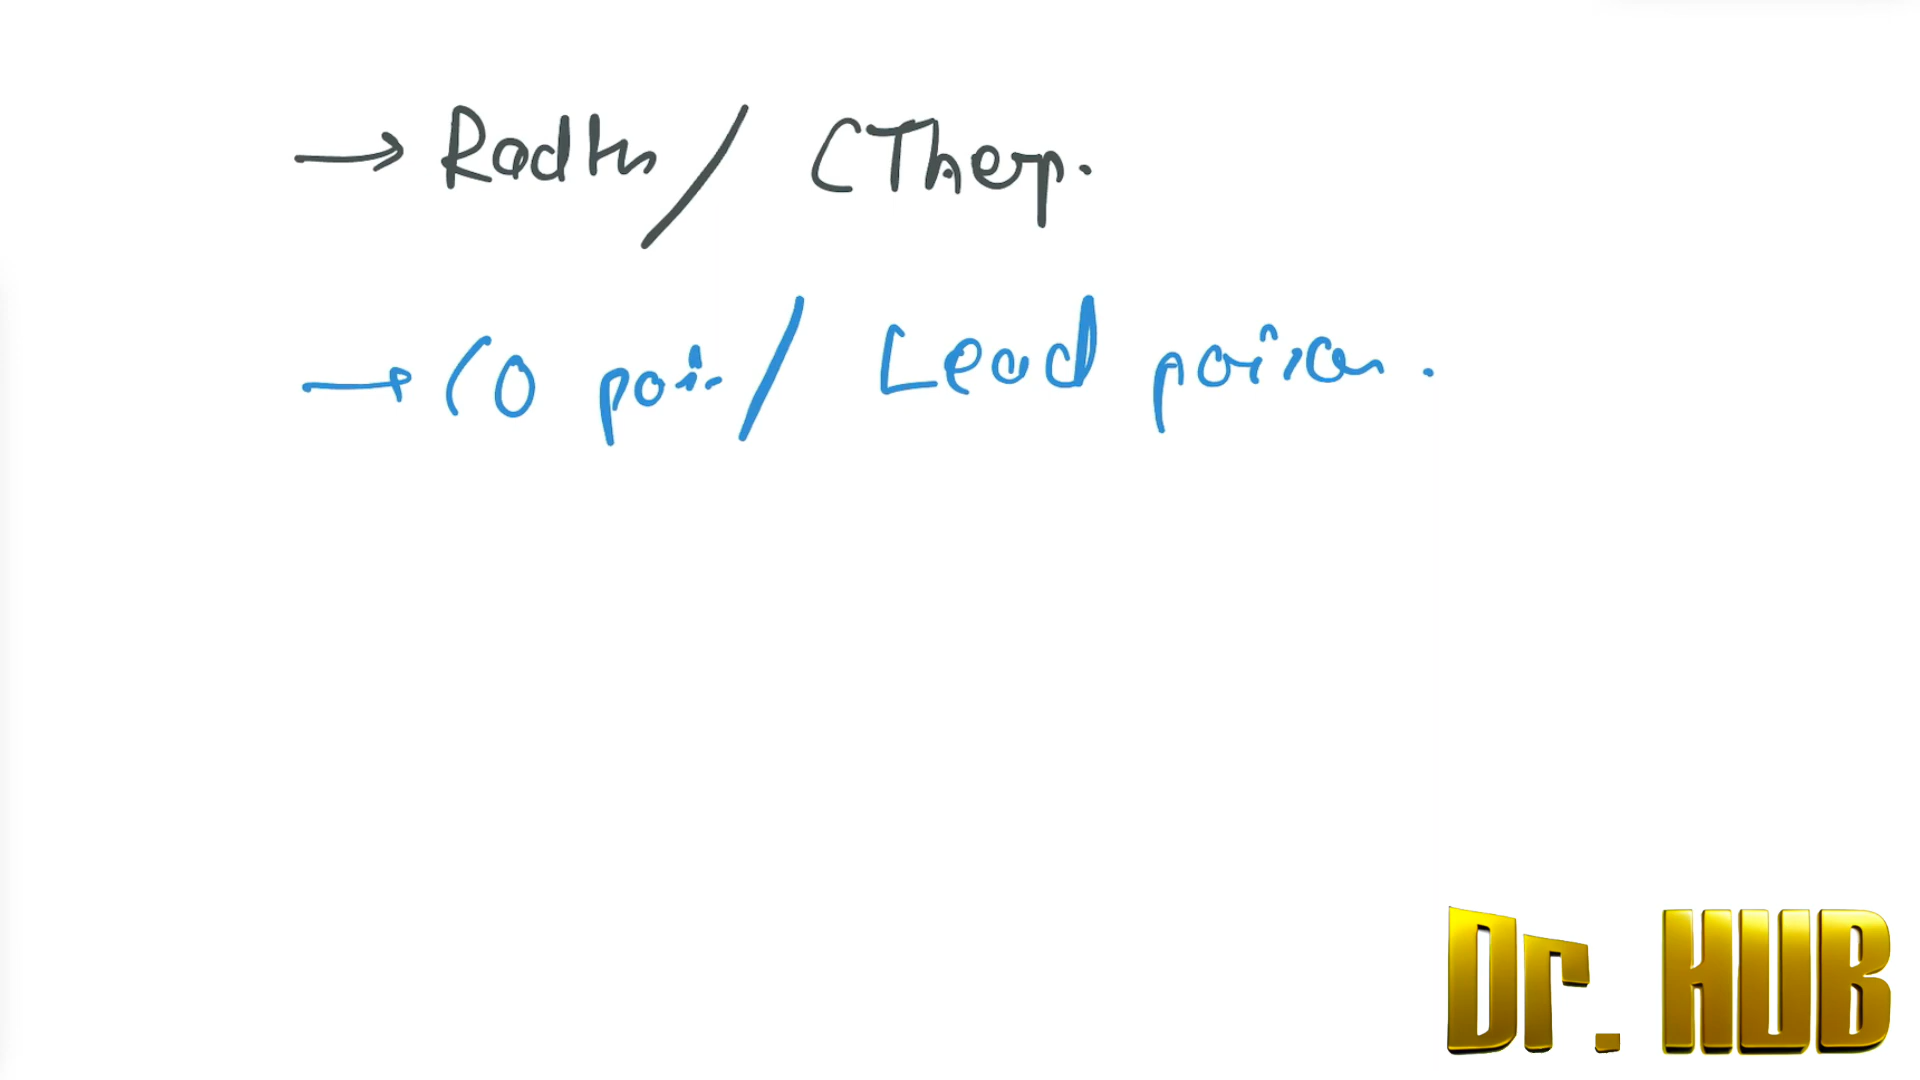 → Radtn / CTherp.
→ CO poi. / Lead poison.
Dr. HUB